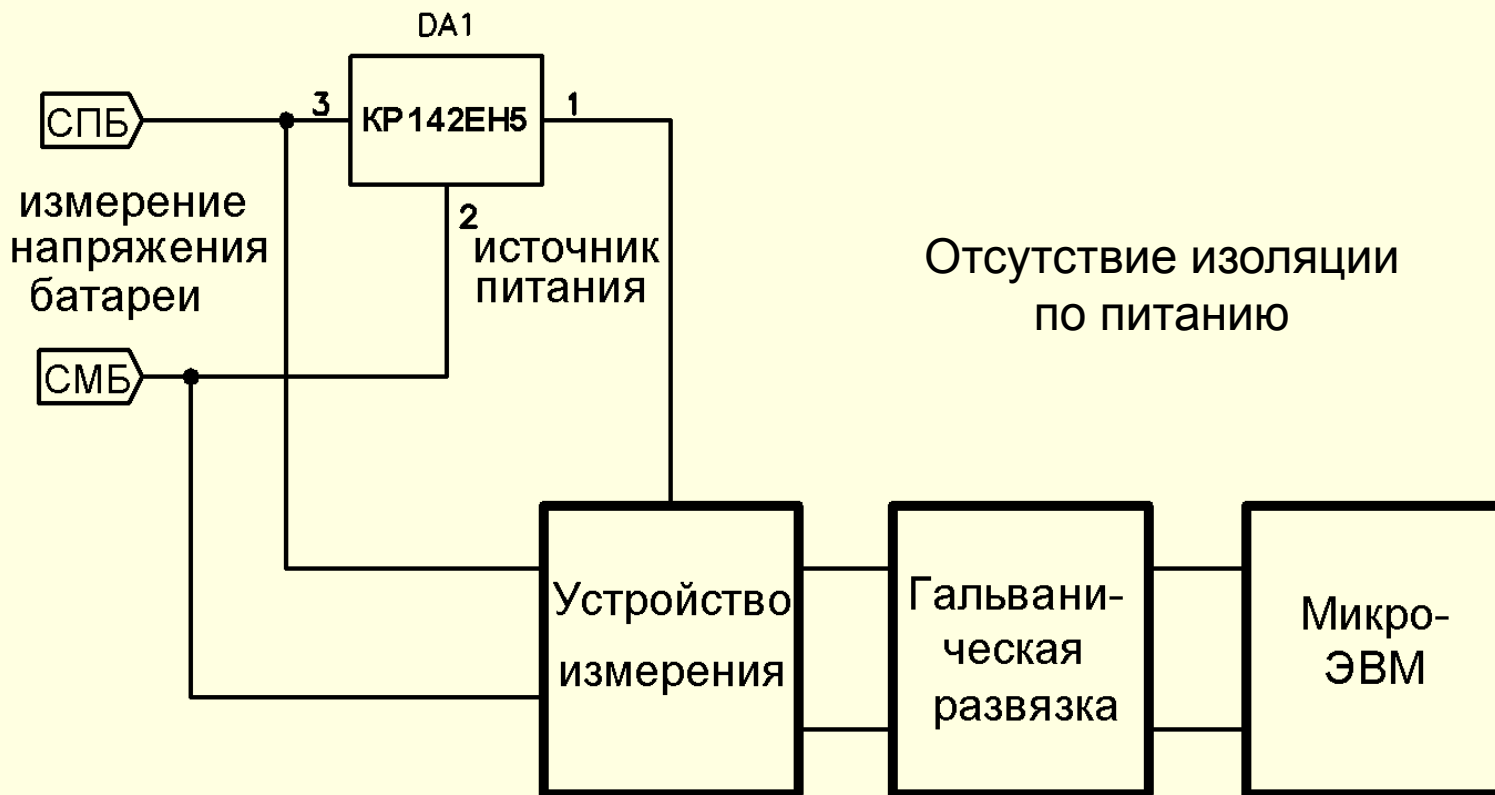 DA1
СПБ
3
КР142ЕН5
1
измерение
напряжения
батареи
2
источник
питания
Отсутствие изоляции
по питанию
СМБ
Устройство
измерения
Гальвани-
ческая
развязка
Микро-
ЭВМ